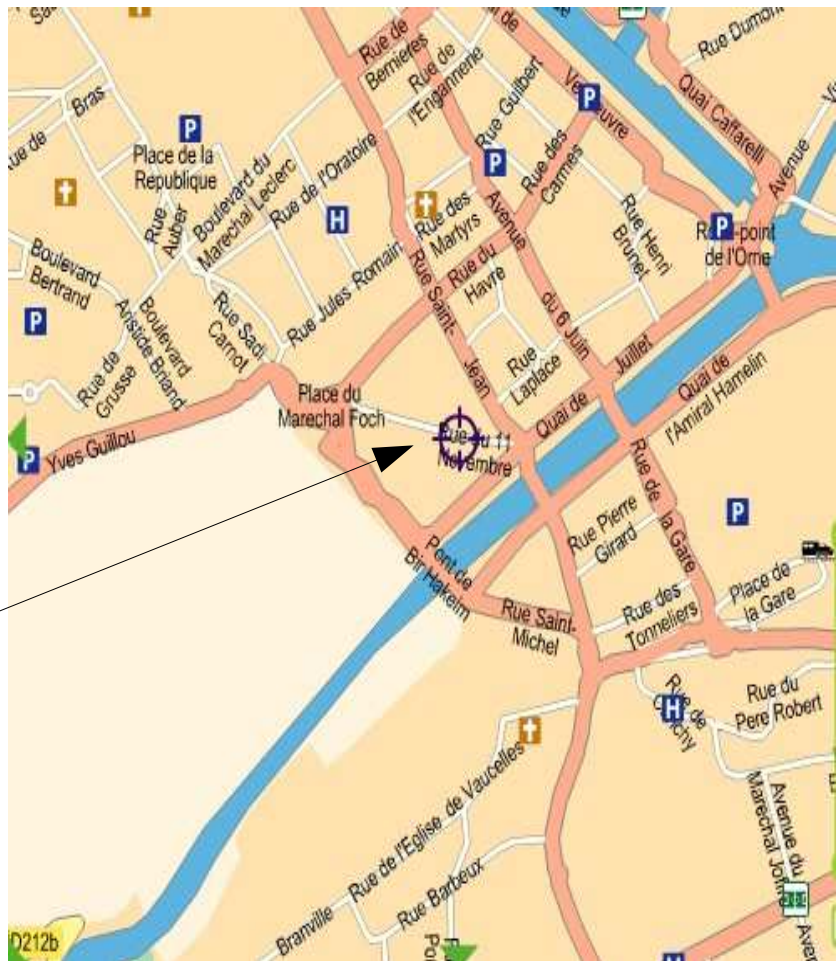 Rue de
Bernieres
Rue de
l'Engannerie
Quai de
Rue Dumont
Quai Caffarelli
Rue de
Bras
P
Place de la
Republique
Boulevard du
Marechal Leclerc
Rue de l'Oratoire
Rue Guilbert
P
P
Rue des
Carmes
Avenue
H
Rue
Auber
Rue des
Martyrs
Avenue
du 6 Juin
Rue Henri
Brunel
P
Rond-point
de l'Orne
Boulevard
Bertrand
Boulevard
Aristide Briand
Rue Sadi
Carnot
Rue Jules Romain
Rue Saint-
Jean
Rue du
Havre
P
Rue de
Grusse
Rue
Laplace
Quai de
Juillet
Quai de
l'Amiral Hamelin
Place du
Marechal Foch
Rue du 11
Novembre
P
Yves Guillou
Pont de
Bir Hakeim
Rue de
la Gare
P
Rue Pierre
Girard
Rue Saint-
Michel
Rue des
Tonneliers
Place de
la Gare
Rue de
H
Rue du
Pere Robert
Rue de l'Eglise de Vaucelles
Avenue du
Marechal Joffre
Branville
Rue Barbeux
D212b
H